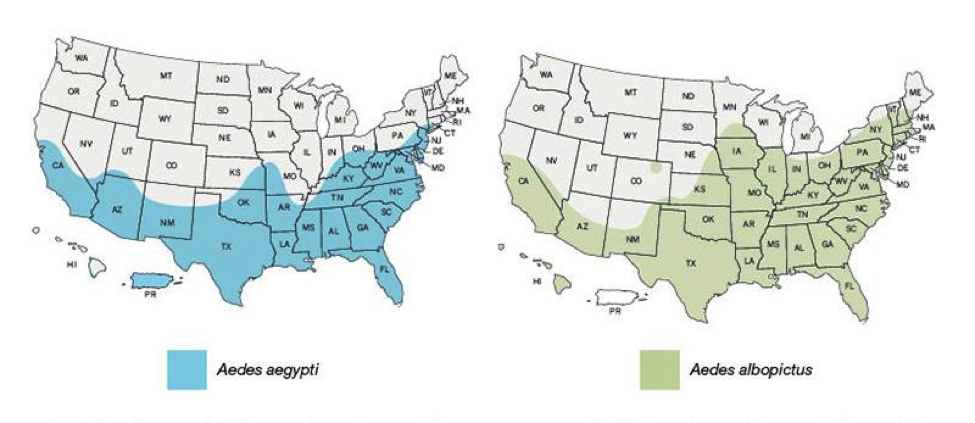 WA
MT
ND
MN
ME
OR
ID
WY
SD
WI
MI
VT
NH
MA
RI
CT
NY
NJ
DE
MD
PA
NV
UT
CO
NE
IA
IL
IN
OH
WV
VA
CA
KS
MO
KY
NC
AZ
NM
OK
AR
TN
SC
TX
LA
MS
AL
GA
FL
HI
PR
Aedes aegypti
WA
MT
ND
MN
ME
OR
ID
WY
SD
WI
MI
VT
NH
MA
RI
CT
NY
NJ
DE
MD
PA
NV
UT
CO
NE
IA
IL
IN
OH
WV
VA
CA
KS
MO
KY
NC
AZ
NM
OK
AR
TN
SC
TX
LA
MS
AL
GA
FL
HI
PR
Aedes albopictus